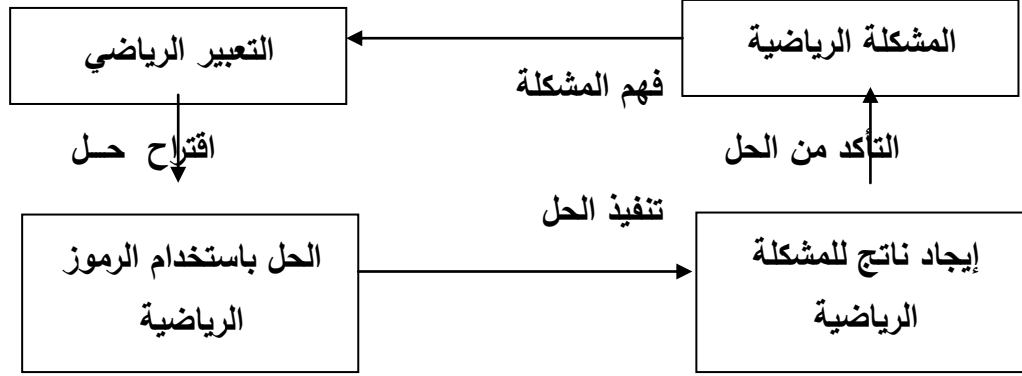 المشكلة الرياضية
التعبير الرياضي
فهم المشكلة
التأكد من الحل
اقتراح حــل
تنفيذ الحل
إيجاد ناتج للمشكلة
الرياضية
الحل باستخدام الرموز
الرياضية